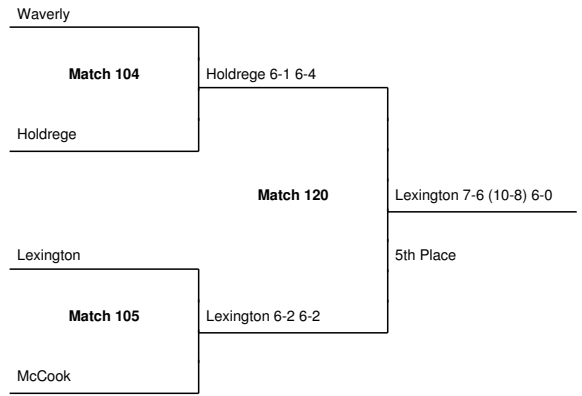 Waverly
Match 104
Holdrege 6-1 6-4
Holdrege
Match 120
Lexington 7-6 (10-8) 6-0
Lexington
5th Place
Match 105
Lexington 6-2 6-2
McCook